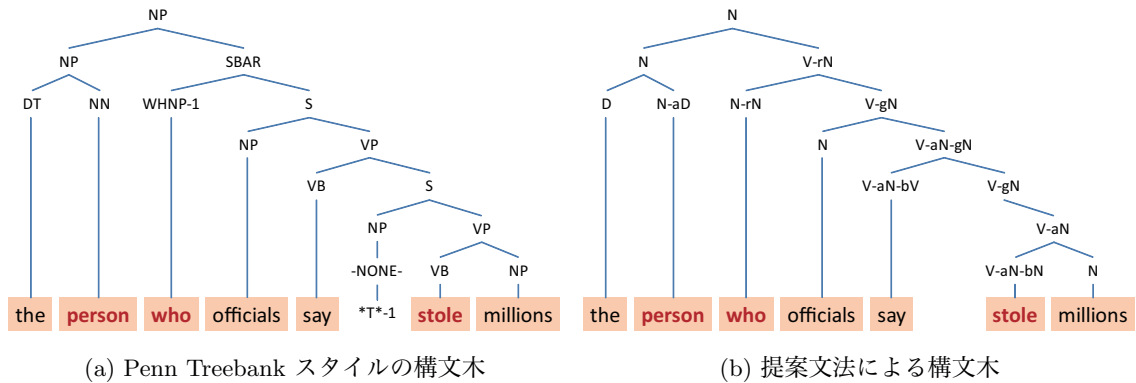 NP N
NP SBAR N V-rN
DT NN WHNP-1 S D N-aD N-rN V-gN
NP VP N V-aN-gN
VB S V-aN-bV V-gN
NP VP V-aN
-NONE- VB NP V-aN-bN N
the person who officials say *T*-1 stole millions the person who officials say stole millions
(a) Penn Treebank スタイルの構文木 (b) 提案文法による構文木